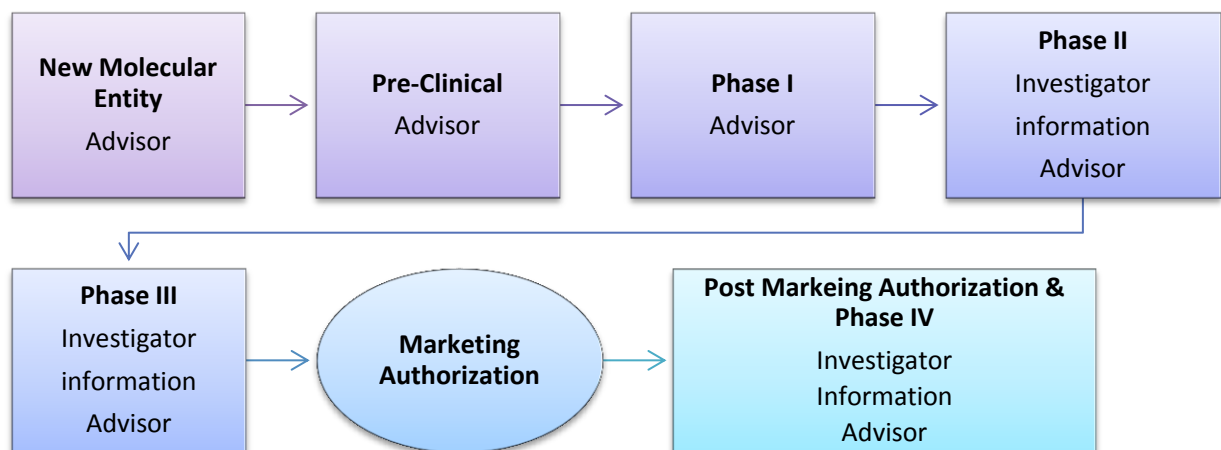 New Molecular
Entity
Advisor
Pre-Clinical
Advisor
Phase I
Advisor
Phase II
Investigator
information
Advisor
Phase III
Investigator
information
Advisor
Marketing
Authorization
Post Markeing Authorization &
Phase IV
Investigator
Information
Advisor